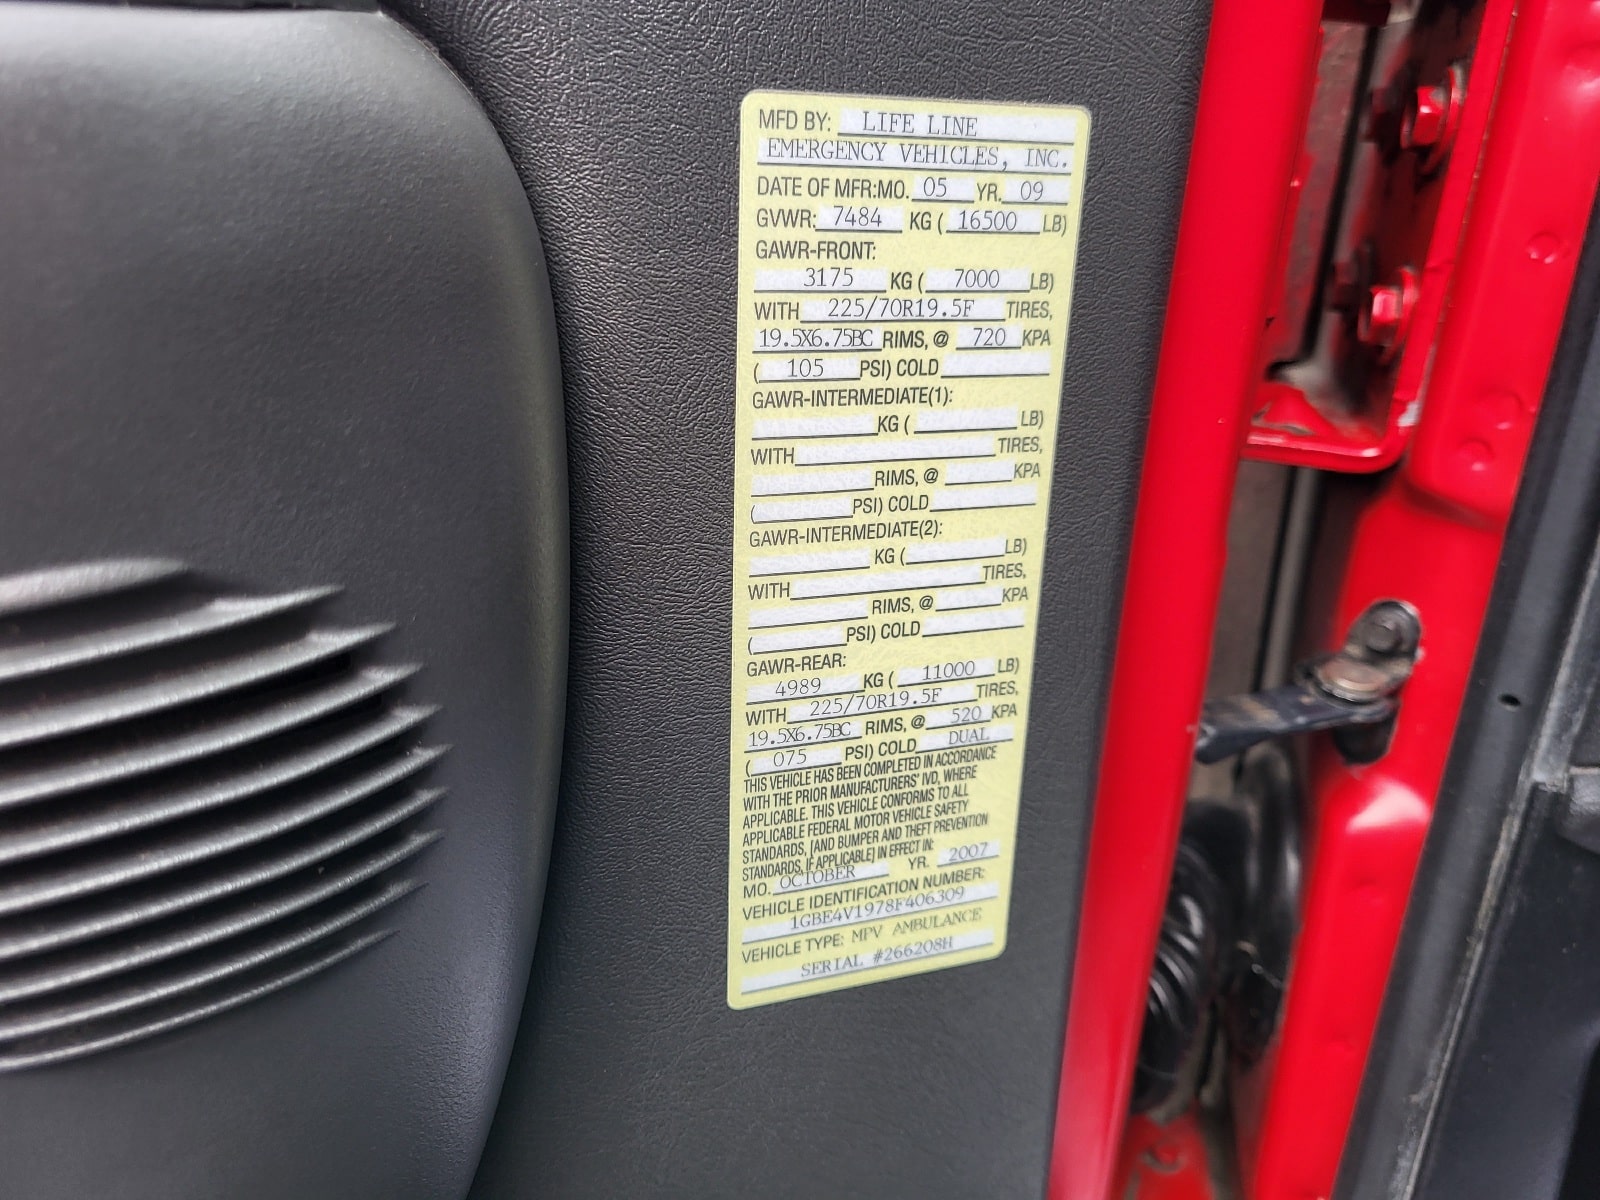 MFD BY: LIFE LINE
EMERGENCY VEHICLES, INC.
DATE OF MFR:MO. 05 YR. 09
GVWR: 7484 KG ( 16500 LB)
GAWR-FRONT:
3175 KG ( 7000 LB)
WITH 225/70R19.5F TIRES,
19.5X6.75BC RIMS, @ 720 KPA
( 105 PSI) COLD
GAWR-INTERMEDIATE(1):
KG ( LB)
WITH TIRES,
RIMS, @ KPA
( PSI) COLD
GAWR-INTERMEDIATE(2):
KG ( LB)
WITH TIRES,
RIMS, @ KPA
( PSI) COLD
GAWR-REAR:
4989 KG ( 11000 LB)
WITH 225/70R19.5F TIRES,
19.5X6.75BC RIMS, @ 520 KPA
( 075 PSI) COLD DUAL
THIS VEHICLE HAS BEEN COMPLETED IN ACCORDANCE
WITH THE PRIOR MANUFACTURERS' IVD, WHERE
APPLICABLE. THIS VEHICLE CONFORMS TO ALL
APPLICABLE FEDERAL MOTOR VEHICLE SAFETY
STANDARDS, [AND BUMPER AND THEFT PREVENTION
STANDARDS, IF APPLICABLE] IN EFFECT IN:
MO. OCTOBER YR. 2007
VEHICLE IDENTIFICATION NUMBER:
1GBE4V1978F406309
VEHICLE TYPE: MPV AMBULANCE
SERIAL #266208H